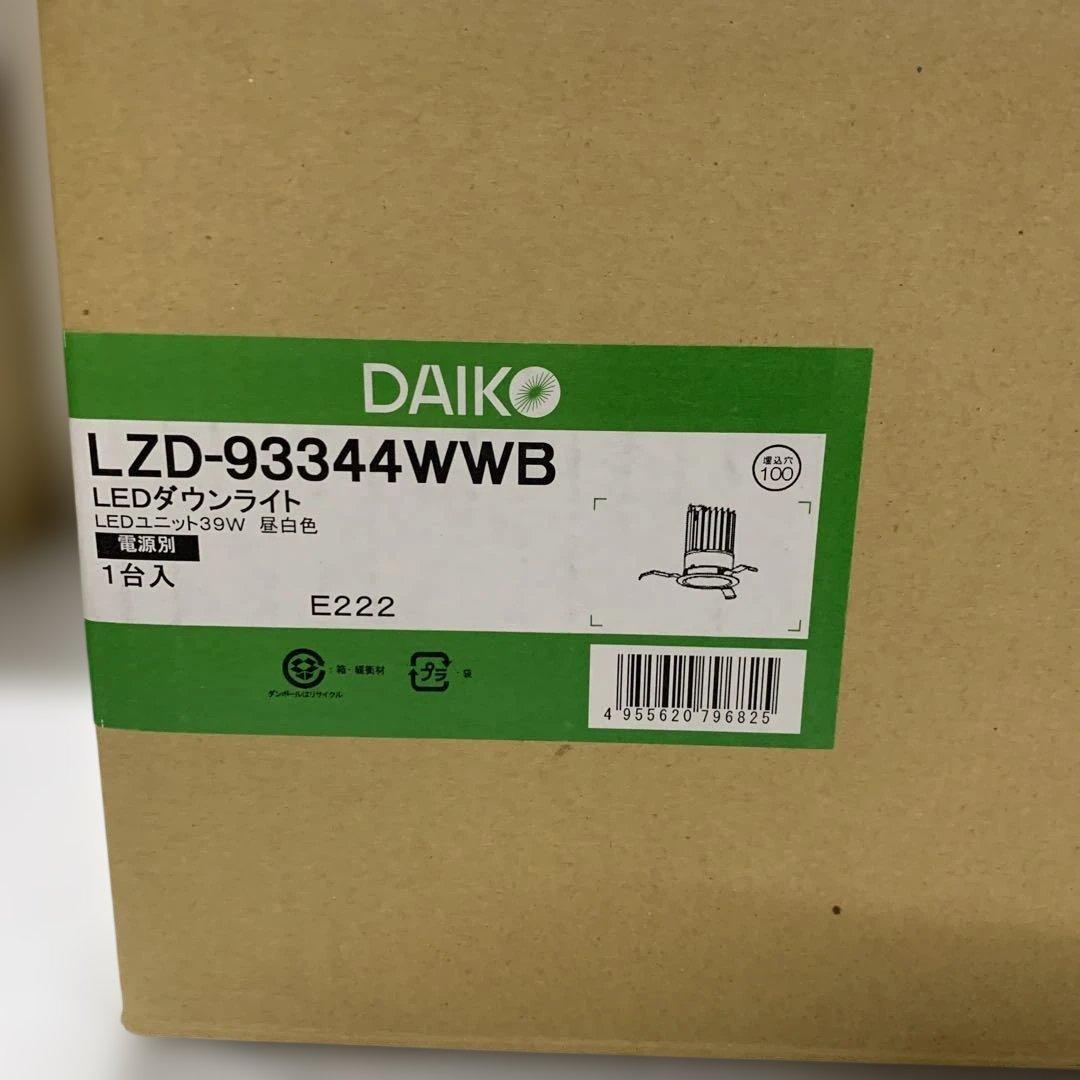 DAIKO
LZD-93344WWB
LEDダウンライト
LEDユニット39W 昼白色
電源別
1台入
E222
埋込穴
100
:箱・緩衝材
ダンボールはリサイクル
プラ
・袋
4 955620 796825